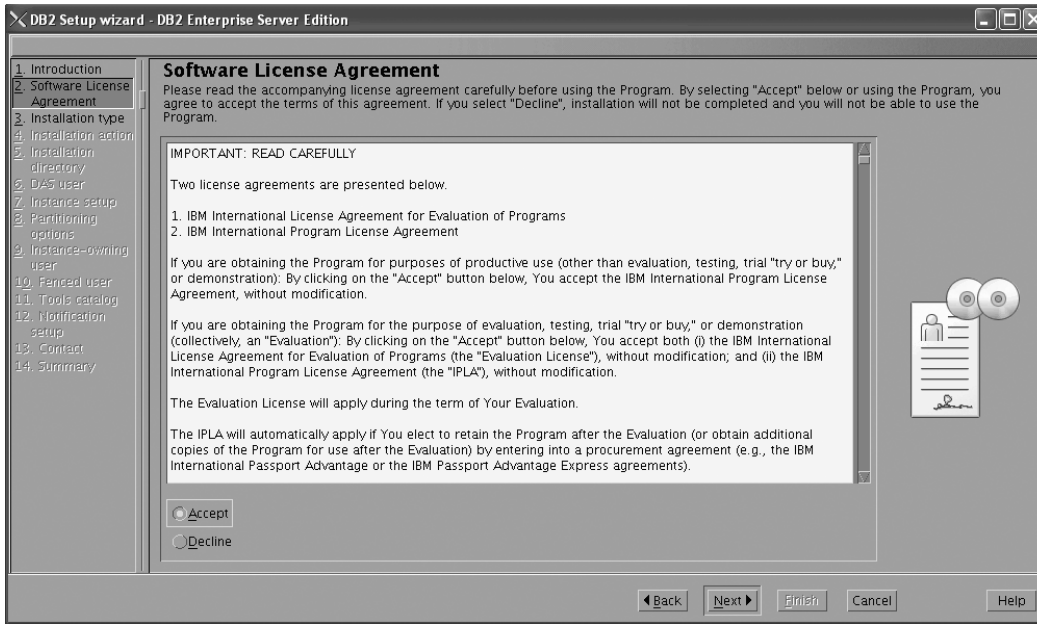 DB2 Setup wizard - DB2 Enterprise Server Edition
1. Introduction
2. Software License
Agreement
3. Installation type
4. Installation action
5. Installation
directory
6. DAS user
7. Instance setup
8. Partitioning
options
9. Instance-owning
user
10. Fenced user
11. Tools catalog
12. Notification
setup
13. Contact
14. Summary
Software License Agreement
Please read the accompanying license agreement carefully before using the Program. By selecting "Accept" below or using the Program, you
agree to accept the terms of this agreement. If you select "Decline", installation will not be completed and you will not be able to use the
Program.
IMPORTANT: READ CAREFULLY
Two license agreements are presented below.
1. IBM International License Agreement for Evaluation of Programs
2. IBM International Program License Agreement
If you are obtaining the Program for purposes of productive use (other than evaluation, testing, trial "try or buy,"
or demonstration): By clicking on the "Accept" button below, You accept the IBM International Program License
Agreement, without modification.
If you are obtaining the Program for the purpose of evaluation, testing, trial "try or buy," or demonstration
(collectively, an "Evaluation"): By clicking on the "Accept" button below, You accept both (i) the IBM International
License Agreement for Evaluation of Programs (the "Evaluation License"), without modification; and (ii) the IBM
International Program License Agreement (the "IPLA"), without modification.
The Evaluation License will apply during the term of Your Evaluation.
The IPLA will automatically apply if You elect to retain the Program after the Evaluation (or obtain additional
copies of the Program for use after the Evaluation) by entering into a procurement agreement (e.g., the IBM
International Passport Advantage or the IBM Passport Advantage Express agreements).
Accept
Decline
Back
Next
Finish
Cancel
Help